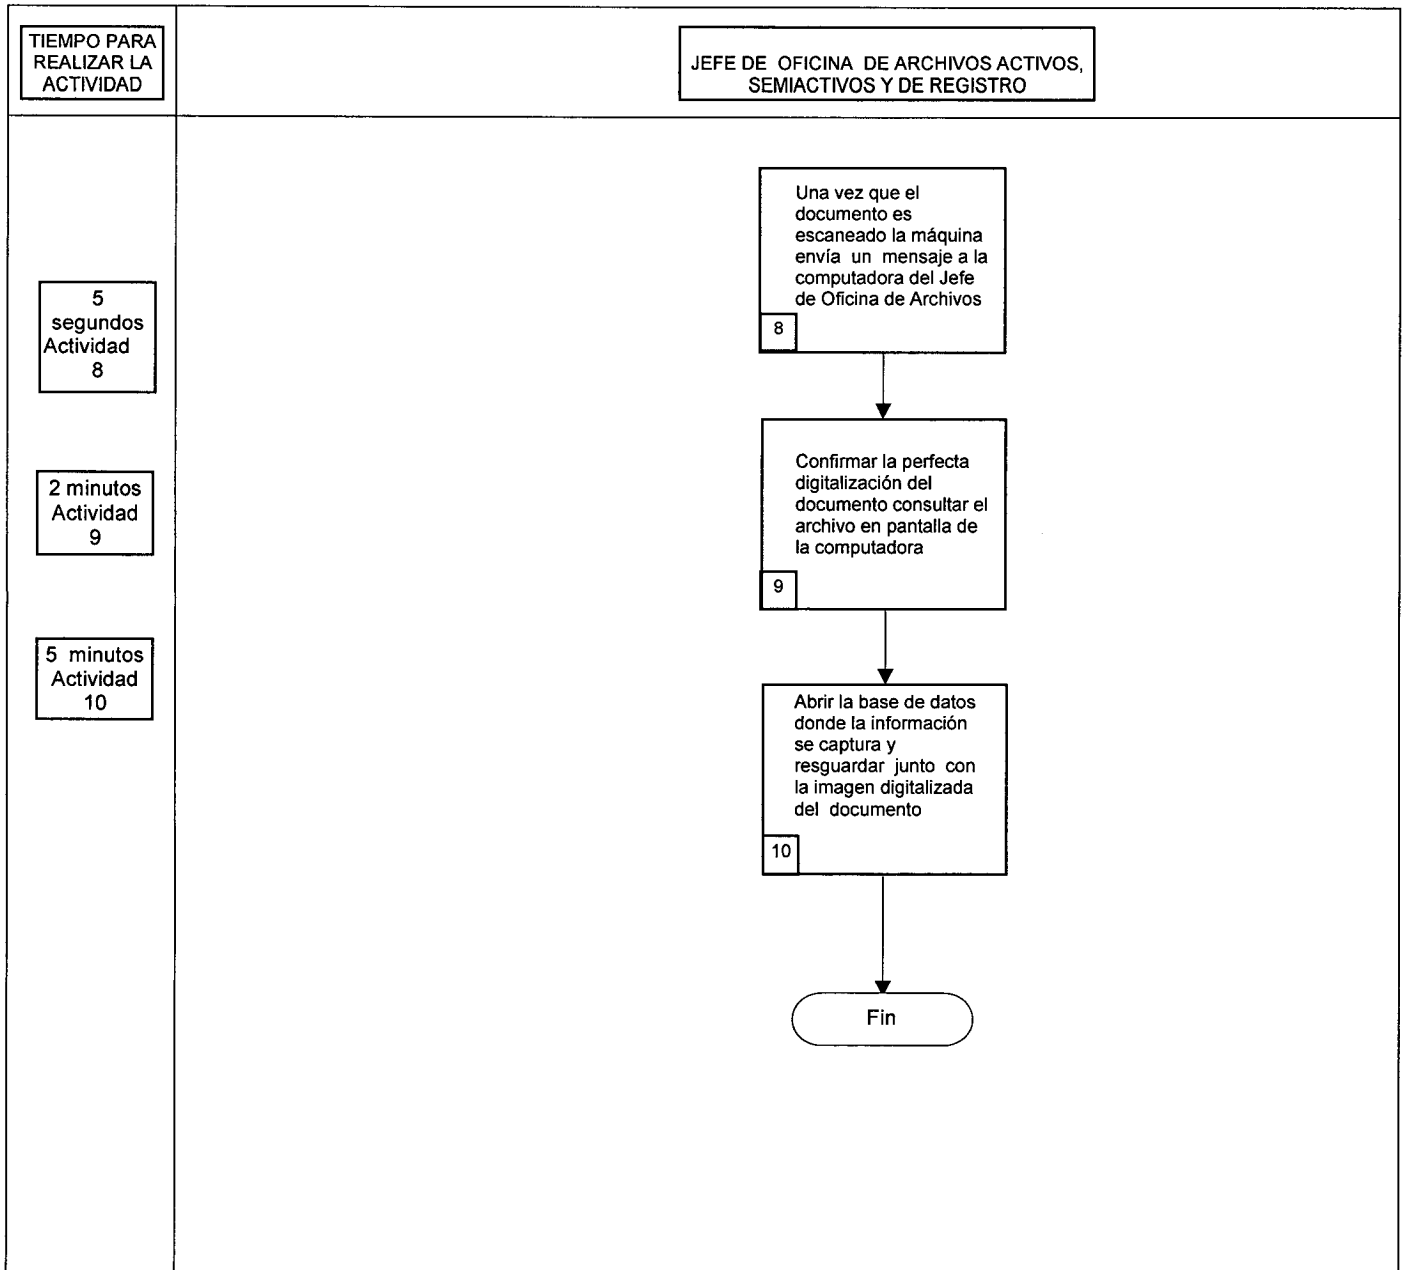 TIEMPO PARA
REALIZAR LA
ACTIVIDAD
JEFE DE OFICINA DE ARCHIVOS ACTIVOS,
SEMIACTIVOS Y DE REGISTRO
Una vez que el
documento es
escaneado la máquina
envía un mensaje a la
computadora del Jefe
de Oficina de Archivos
8
5
segundos
Actividad
8
Confirmar la perfecta
digitalización del
documento consultar el
archivo en pantalla de
la computadora
9
2 minutos
Actividad
9
5 minutos
Actividad
10
Abrir la base de datos
donde la información
se captura y
resguardar junto con
la imagen digitalizada
del documento
10
Fin